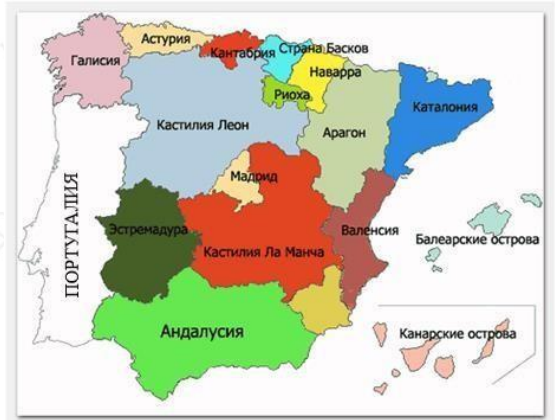 Астурия
Кантабрия
Страна Басков
Галисия
Наварра
Риоха
Каталония
Кастилия Леон
Арагон
Мадрид
ПОРТУГАЛИЯ
Эстремадура
Валенсия
Балеарские острова
Кастилия Ла Манча
Андалусия
Канарские острова